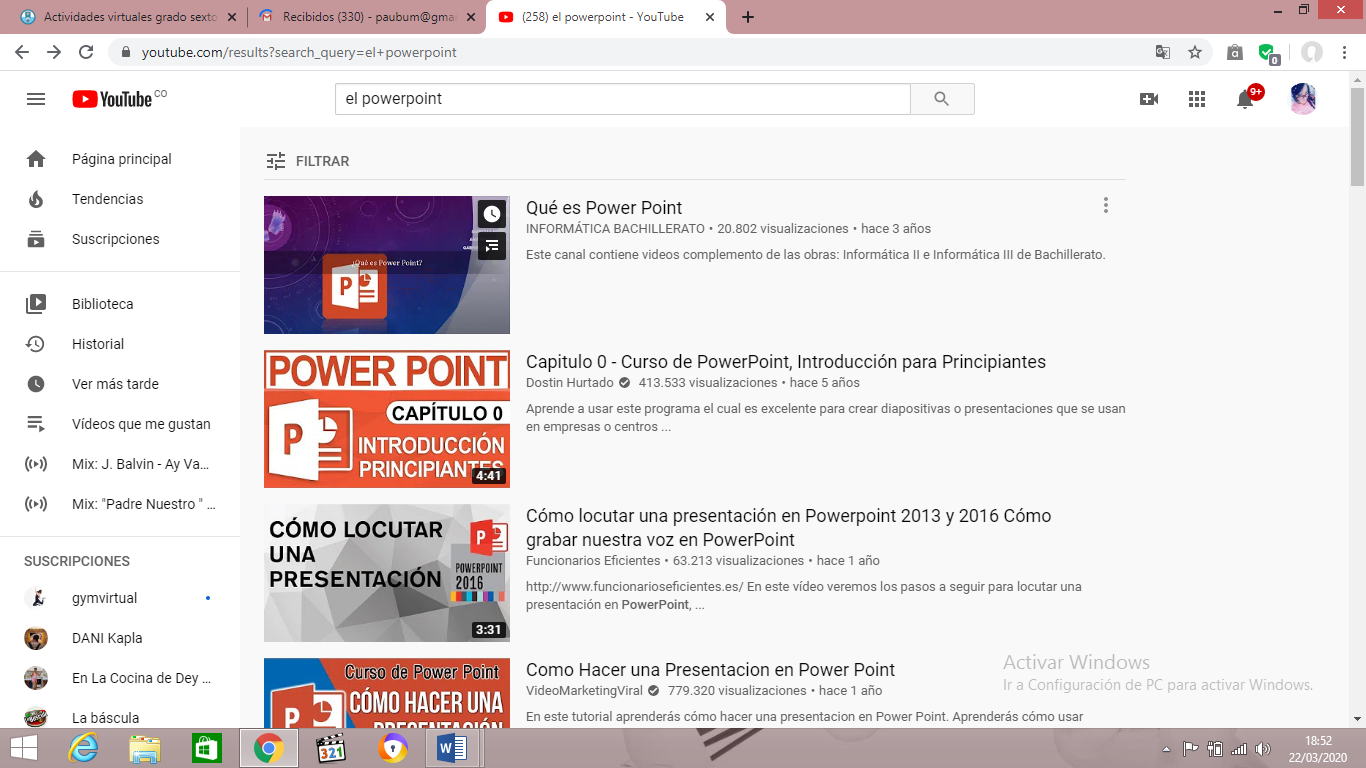 Actividades virtuales grado sexto
Recibidos (330) - paubum@gmai
(258) el powerpoint - YouTube
youtube.com/results?search_query=el+powerpoint
0
YouTube CO
el powerpoint
9+
Página principal
Tendencias
Suscripciones
Biblioteca
Historial
Ver más tarde
Vídeos que me gustan
Mix: J. Balvin - Ay Va...
Mix: "Padre Nuestro " ...
SUSCRIPCIONES
gymvirtual
DANI Kapla
En La Cocina de Dey ...
La báscula
FILTRAR
¿Qué es Power Point?
Qué es Power Point
INFORMÁTICA BACHILLERATO • 20.802 visualizaciones • hace 3 años
Este canal contiene videos complemento de las obras: Informática II e Informática III de Bachillerato.
POWER POINT
CAPÍTULO 0
INTRODUCCIÓN
PRINCIPIANTES
4:41
Capitulo 0 - Curso de PowerPoint, Introducción para Principiantes
Dostin Hurtado 413.533 visualizaciones • hace 5 años
Aprende a usar este programa el cual es excelente para crear diapositivas o presentaciones que se usan
en empresas o centros ...
CÓMO LOCUTAR
UNA
PRESENTACIÓN
POWERPOINT
2016
3:31
Cómo locutar una presentación en Powerpoint 2013 y 2016 Cómo
grabar nuestra voz en PowerPoint
Funcionarios Eficientes • 63.213 visualizaciones • hace 1 año
http://www.funcionarioseficientes.es/ En este vídeo veremos los pasos a seguir para locutar una
presentación en PowerPoint, ...
Curso de Power Point
CÓMO HACER UNA
PRESENTACIÓN
Como Hacer una Presentacion en Power Point
VideoMarketingViral 779.320 visualizaciones • hace 1 año
En este tutorial aprenderás cómo hacer una presentacion en Power Point. Aprenderás cómo usar
Activar Windows
Ir a Configuración de PC para activar Windows.
321
18:52
22/03/2020